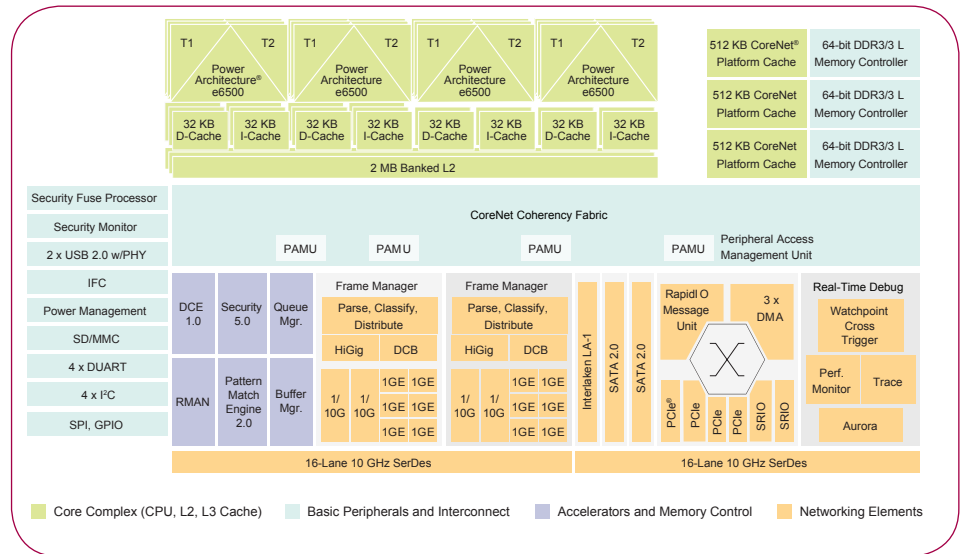 T1 T2 T1 T2 T1 T2 T1 T2
Power Architecture® e6500
Power Architecture e6500
Power Architecture e6500
Power Architecture e6500
32 KB D-Cache
32 KB I-Cache
32 KB D-Cache
32 KB I-Cache
32 KB D-Cache
32 KB I-Cache
32 KB D-Cache
32 KB I-Cache
2 MB Banked L2
512 KB CoreNet®
Platform Cache
64-bit DDR3/3 L
Memory Controller
512 KB CoreNet
Platform Cache
64-bit DDR3/3 L
Memory Controller
512 KB CoreNet
Platform Cache
64-bit DDR3/3 L
Memory Controller
Security Fuse Processor
Security Monitor
2 x USB 2.0 w/PHY
IFC
Power Management
SD/MMC
4 x DUART
4 x I²C
SPI, GPIO
CoreNet Coherency Fabric
PAMU
PAMU
PAMU
PAMU
Peripheral Access
Management Unit
DCE
1.0
Security
5.0
Queue
Mgr.
RMAN
Pattern
Match
Engine
2.0
Buffer
Mgr.
Frame Manager
Parse, Classify,
Distribute
HiGig
DCB
1/
10G
1/
10G
1GE 1GE
1GE 1GE
1GE 1GE
Frame Manager
Parse, Classify,
Distribute
HiGig
DCB
1/
10G
1/
10G
1GE 1GE
1GE 1GE
1GE 1GE
Interlaken LA-1
SATA 2.0
SATA 2.0
RapidI O
Message
Unit
3 x
DMA
PCIe®
PCIe
PCIe
PCIe
SRIO
SRIO
Real-Time Debug
Watchpoint
Cross
Trigger
Perf.
Monitor
Trace
Aurora
16-Lane 10 GHz SerDes
16-Lane 10 GHz SerDes
Core Complex (CPU, L2, L3 Cache)
Basic Peripherals and Interconnect
Accelerators and Memory Control
Networking Elements